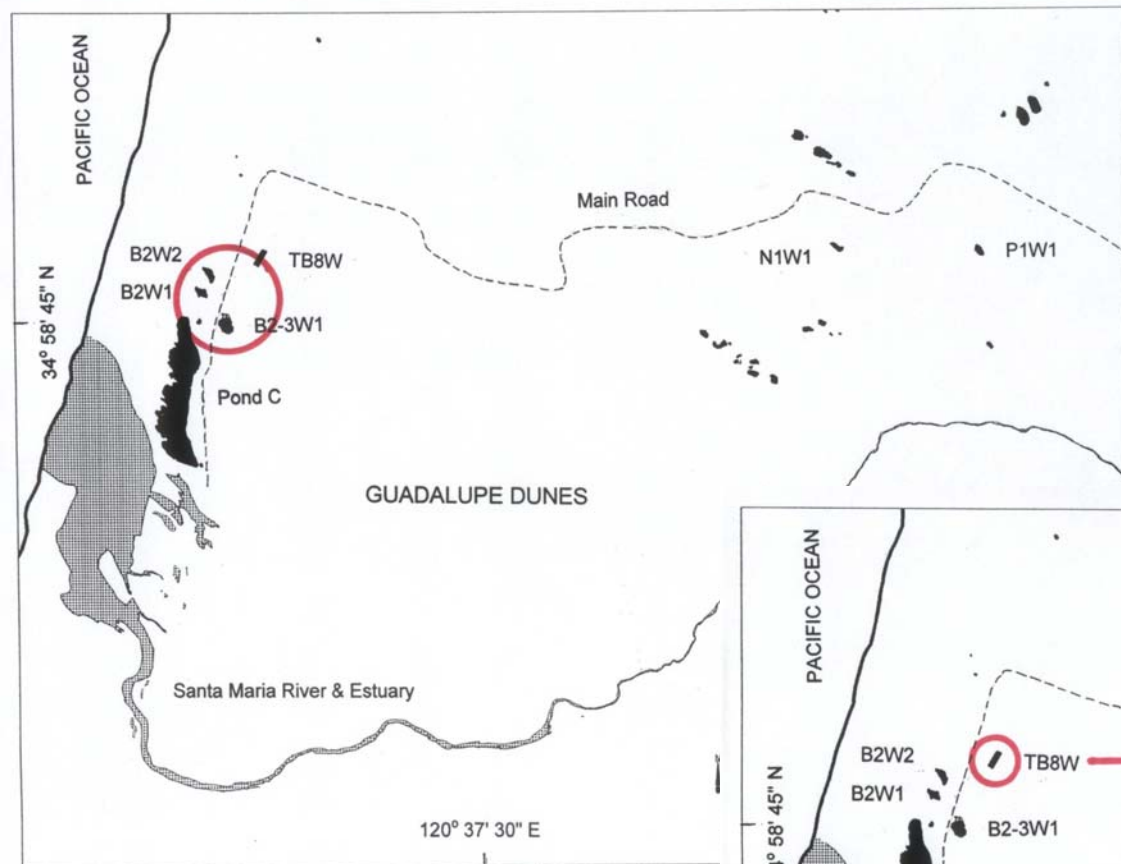 PACIFIC OCEAN
Main Road
B2W2
TB8W
N1W1
P1W1
B2W1
34° 58' 45" N
B2-3W1
Pond C
GUADALUPE DUNES
Santa Maria River & Estuary
120° 37' 30" E
PACIFIC OCEAN
B2W2
TB8W
B2W1
58' 45" N
B2-3W1